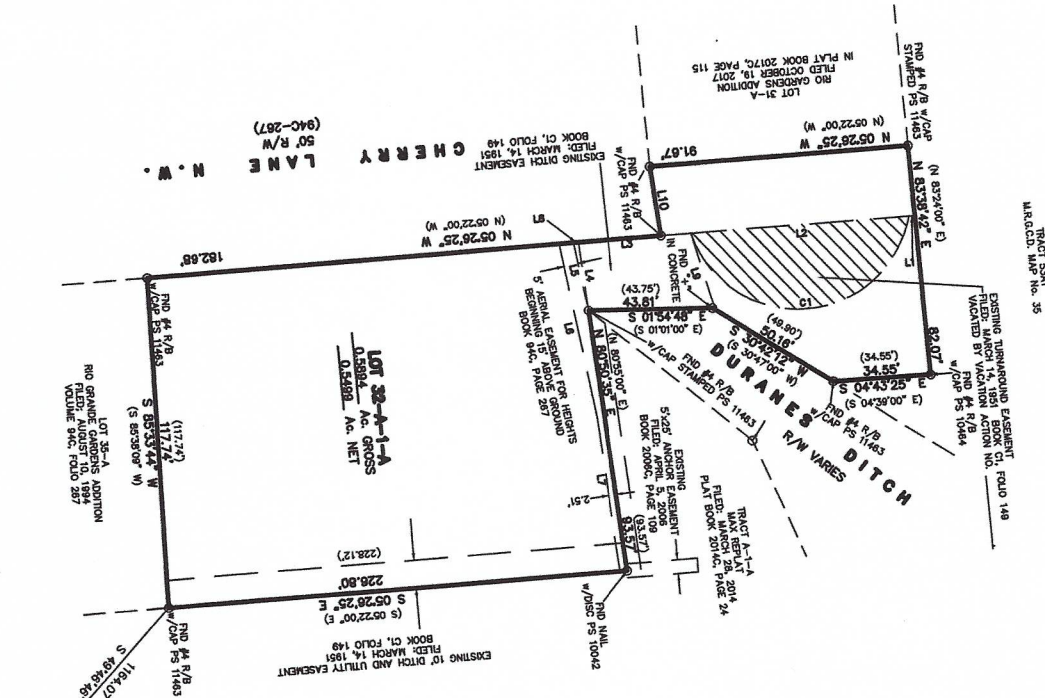 LOT 31-A
RIO GARDENS ADDITION
FILED OCTOBER 19, 2017
IN PLAT BOOK 2017C, PAGE 115
FND #4 R/B w/CAP
STAMPED PS 11463
N 05°26'25" W
(N 05°22'00" W)
91.67'
N 83°38'42" E
(N 83°24'00" E)
82.07'
FND #4 R/B
w/CAP PS 11463
L10
L2
L1
C1
L9
L3
L8
L5
L4
L6
L7
M.R.G.C.D. MAP No. 35
EXISTING TURNAROUND EASEMENT
FILED: MARCH 14, 1951 BOOK C1, FOLIO 149
VACATED BY VACATION ACTION NO.
CHERRY LANE N.W.
50' R/W
(94C-267)
EXISTING DITCH EASEMENT
FILED: MARCH 14, 1951
BOOK C1, FOLIO 149
N 05°26'25" W
(N 05°22'00" W)
182.68'
FND "+"
IN CONCRETE
(43.75')
43.81'
S 01°54'48" E
(S 01°01'00" E)
(49.90')
50.16'
S 30°42'12" W
(S 30°47'00" W)
(34.55')
34.55'
S 04°43'25" E
(S 04°39'00" E)
FND #4 R/B
w/CAP PS 10464
FND #4 R/B
w/CAP PS 11463
DURANES DITCH
R/W VARIES
FND #4 R/B
w/CAP STAMPED PS 11463
N 80°50'35" E
(N 80°55'00" E)
93.57'
(93.57')
2.51'
5' AERIAL EASEMENT FOR HEIGHTS
BEGINNING 15' ABOVE GROUND
BOOK 94C, PAGE 267
EXISTING
5'x25' ANCHOR EASEMENT
FILED: APRIL 5, 2006
BOOK 2006C, PAGE 109
TRACT A-1-A
MAX REPLAT
FILED: MARCH 28, 2014
PLAT BOOK 2014C, PAGE 24
FND NAIL
w/DISC PS 10042
LOT 32-A-1-A
0.5894 Ac. GROSS
0.5499 Ac. NET
FND #4 R/B
w/CAP PS 11463
(117.74')
117.74'
S 85°33'44" W
(S 85°38'09" W)
LOT 35-A
RIO GRANDE GARDENS ADDITION
FILED: AUGUST 10, 1994
VOLUME 94C, FOLIO 267
(228.12')
228.80'
S 05°26'25" E
(S 05°22'00" E)
EXISTING 10' DITCH AND UTILITY EASEMENT
FILED: MARCH 14, 1951
BOOK C1, FOLIO 149
FND #4 R/B
w/CAP PS 11463
1164.07
S 49°46'46